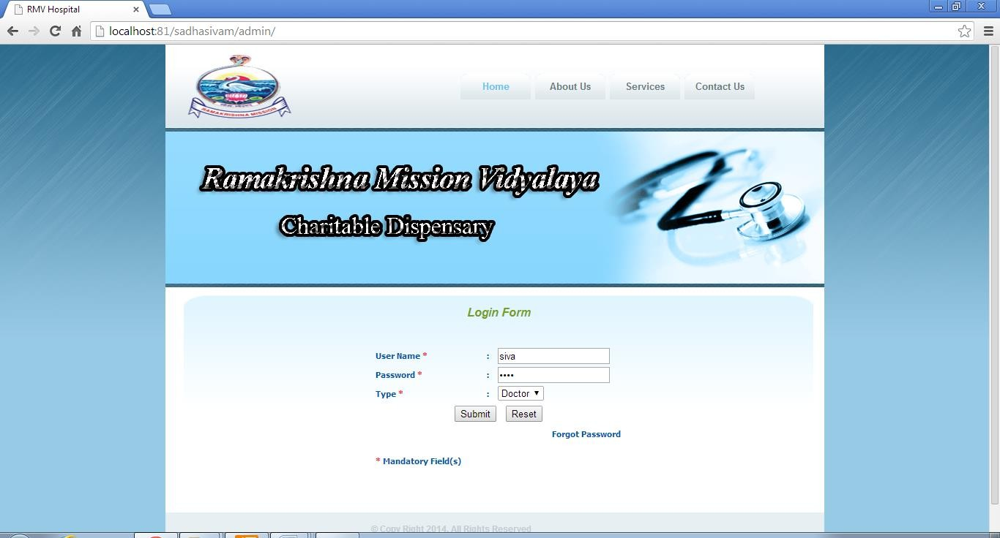 RMV Hospital
localhost:81/sadhasivam/admin/
RAMAKRISHNA MISSION
Home About Us Services Contact Us
Ramakrishna Mission Vidyalaya
Charitable Dispensary
Login Form
User Name * : siva
Password * : ••••
Type * : Doctor
Submit Reset
Forgot Password
* Mandatory Field(s)
© Copy Right 2014. All Rights Reserved